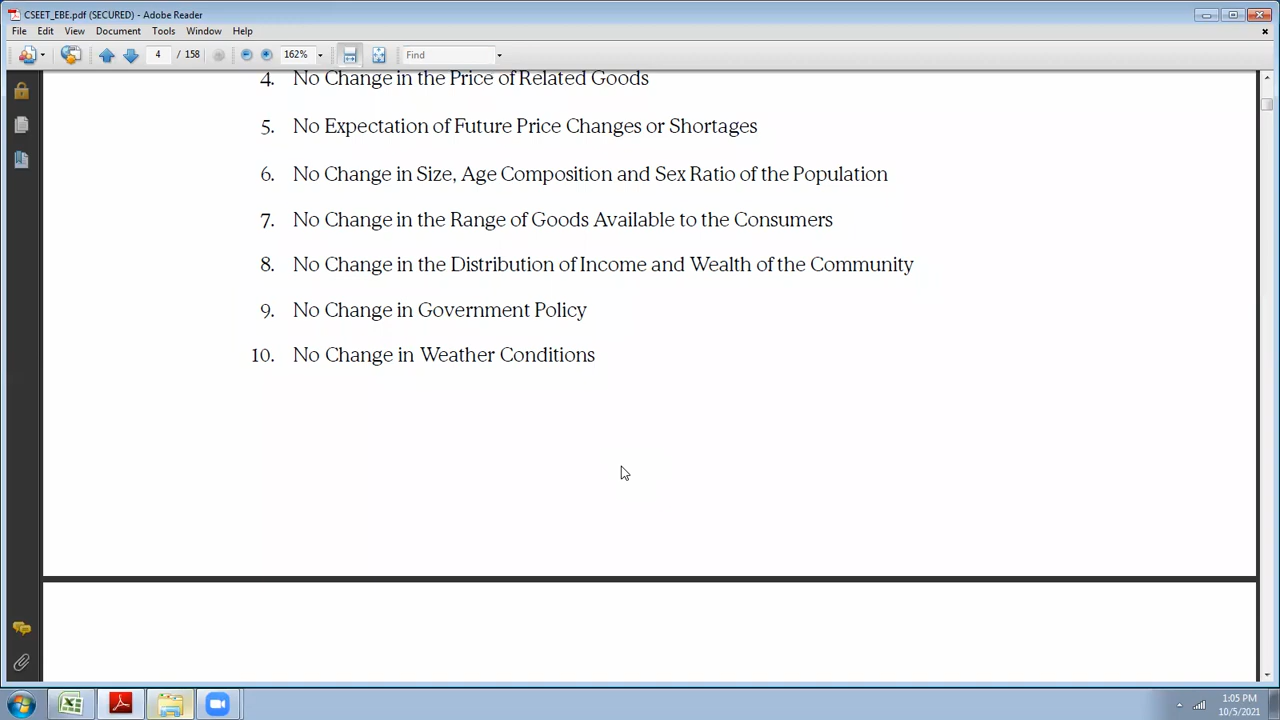 CSEET_EBE.pdf (SECURED) - Adobe Reader
File Edit View Document Tools Window Help
4 / 158 162% Find
4. No Change in the Price of Related Goods
5. No Expectation of Future Price Changes or Shortages
6. No Change in Size, Age Composition and Sex Ratio of the Population
7. No Change in the Range of Goods Available to the Consumers
8. No Change in the Distribution of Income and Wealth of the Community
9. No Change in Government Policy
10. No Change in Weather Conditions
1:05 PM
10/5/2021